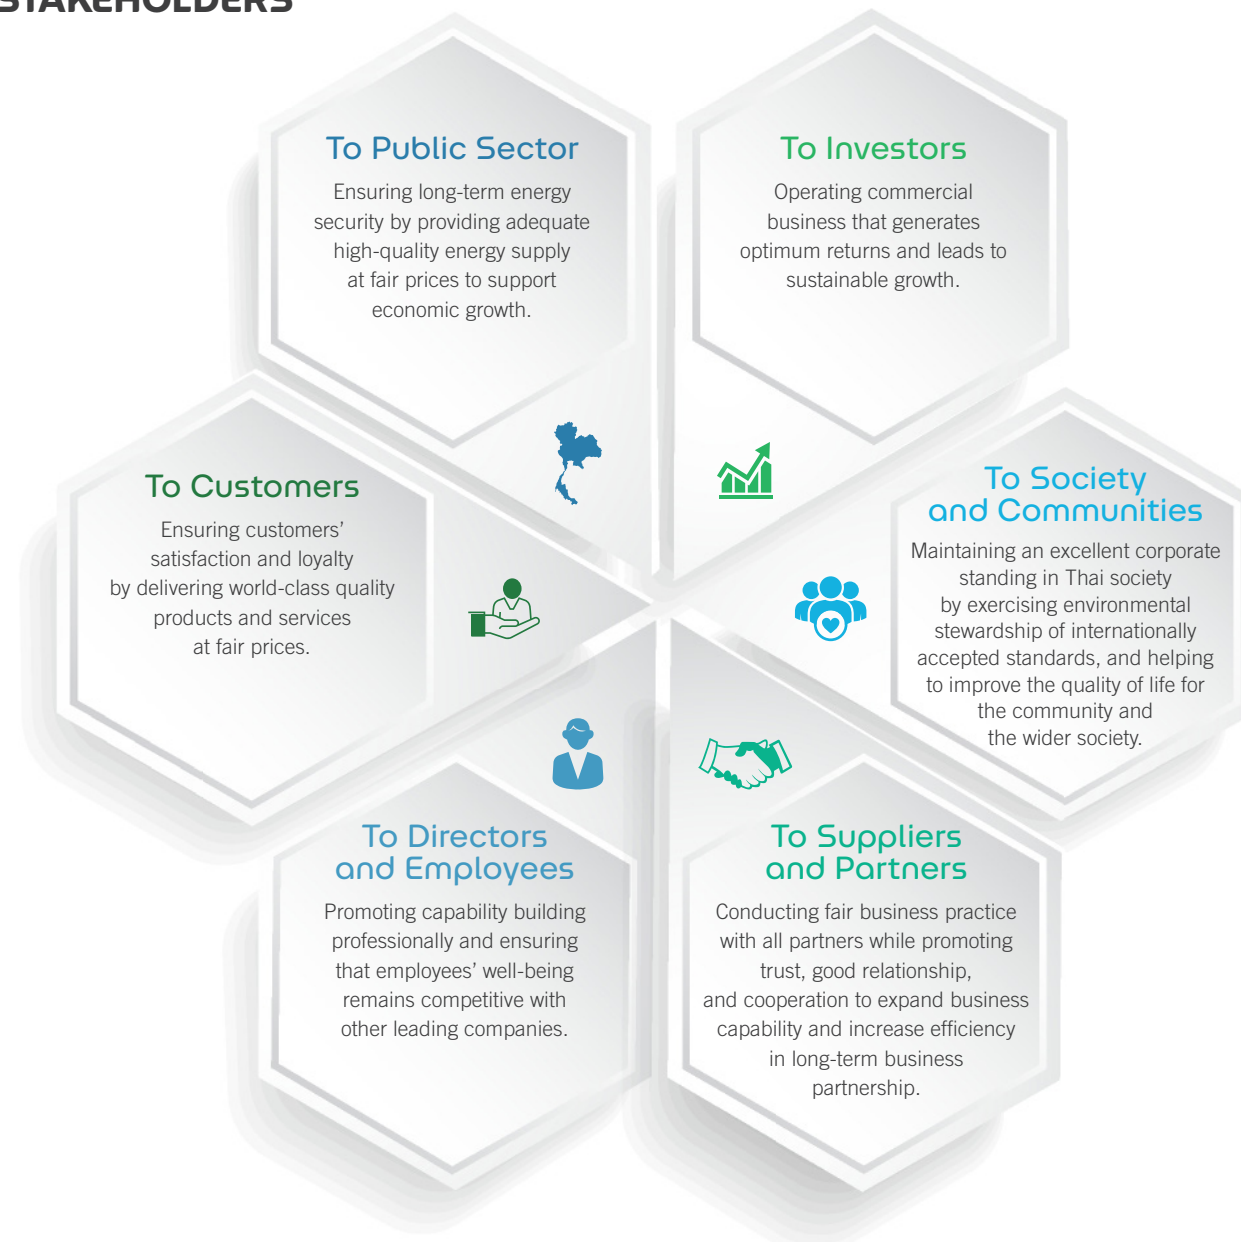 STAKEHOLDERS
To Public Sector
Ensuring long-term energy
security by providing adequate
high-quality energy supply
at fair prices to support
economic growth.
To Investors
Operating commercial
business that generates
optimum returns and leads to
sustainable growth.
To Customers
Ensuring customers’
satisfaction and loyalty
by delivering world-class quality
products and services
at fair prices.
To Society
and Communities
Maintaining an excellent corporate
standing in Thai society
by exercising environmental
stewardship of internationally
accepted standards, and helping
to improve the quality of life for
the community and
the wider society.
To Directors
and Employees
Promoting capability building
professionally and ensuring
that employees’ well-being
remains competitive with
other leading companies.
To Suppliers
and Partners
Conducting fair business practice
with all partners while promoting
trust, good relationship,
and cooperation to expand business
capability and increase efficiency
in long-term business
partnership.